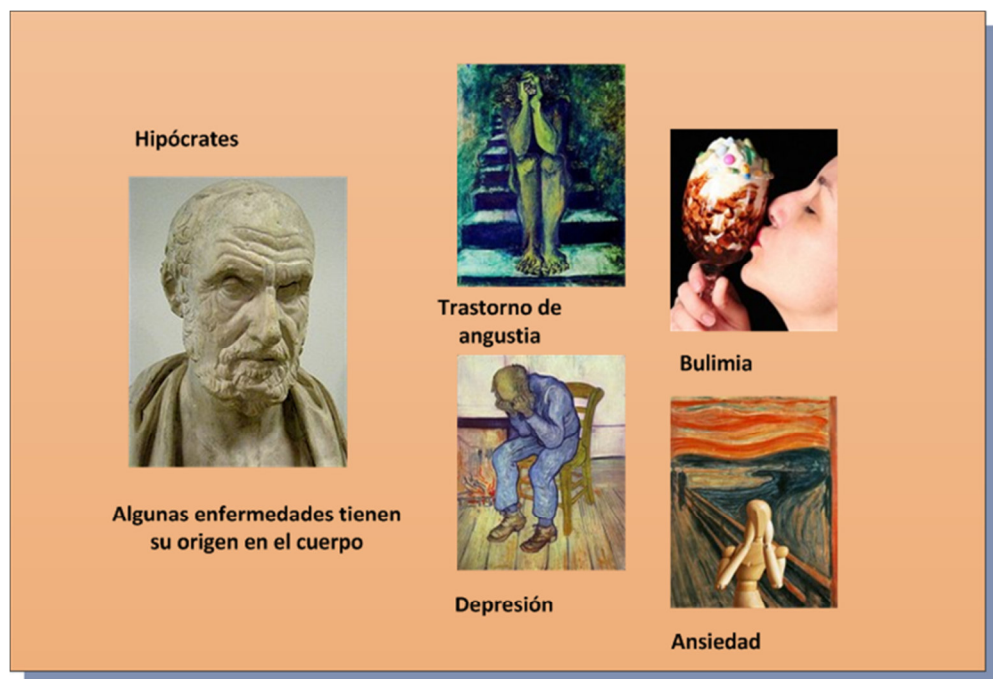 Hipócrates
Algunas enfermedades tienen
su origen en el cuerpo
Trastorno de
angustia
Depresión
Bulimia
Ansiedad